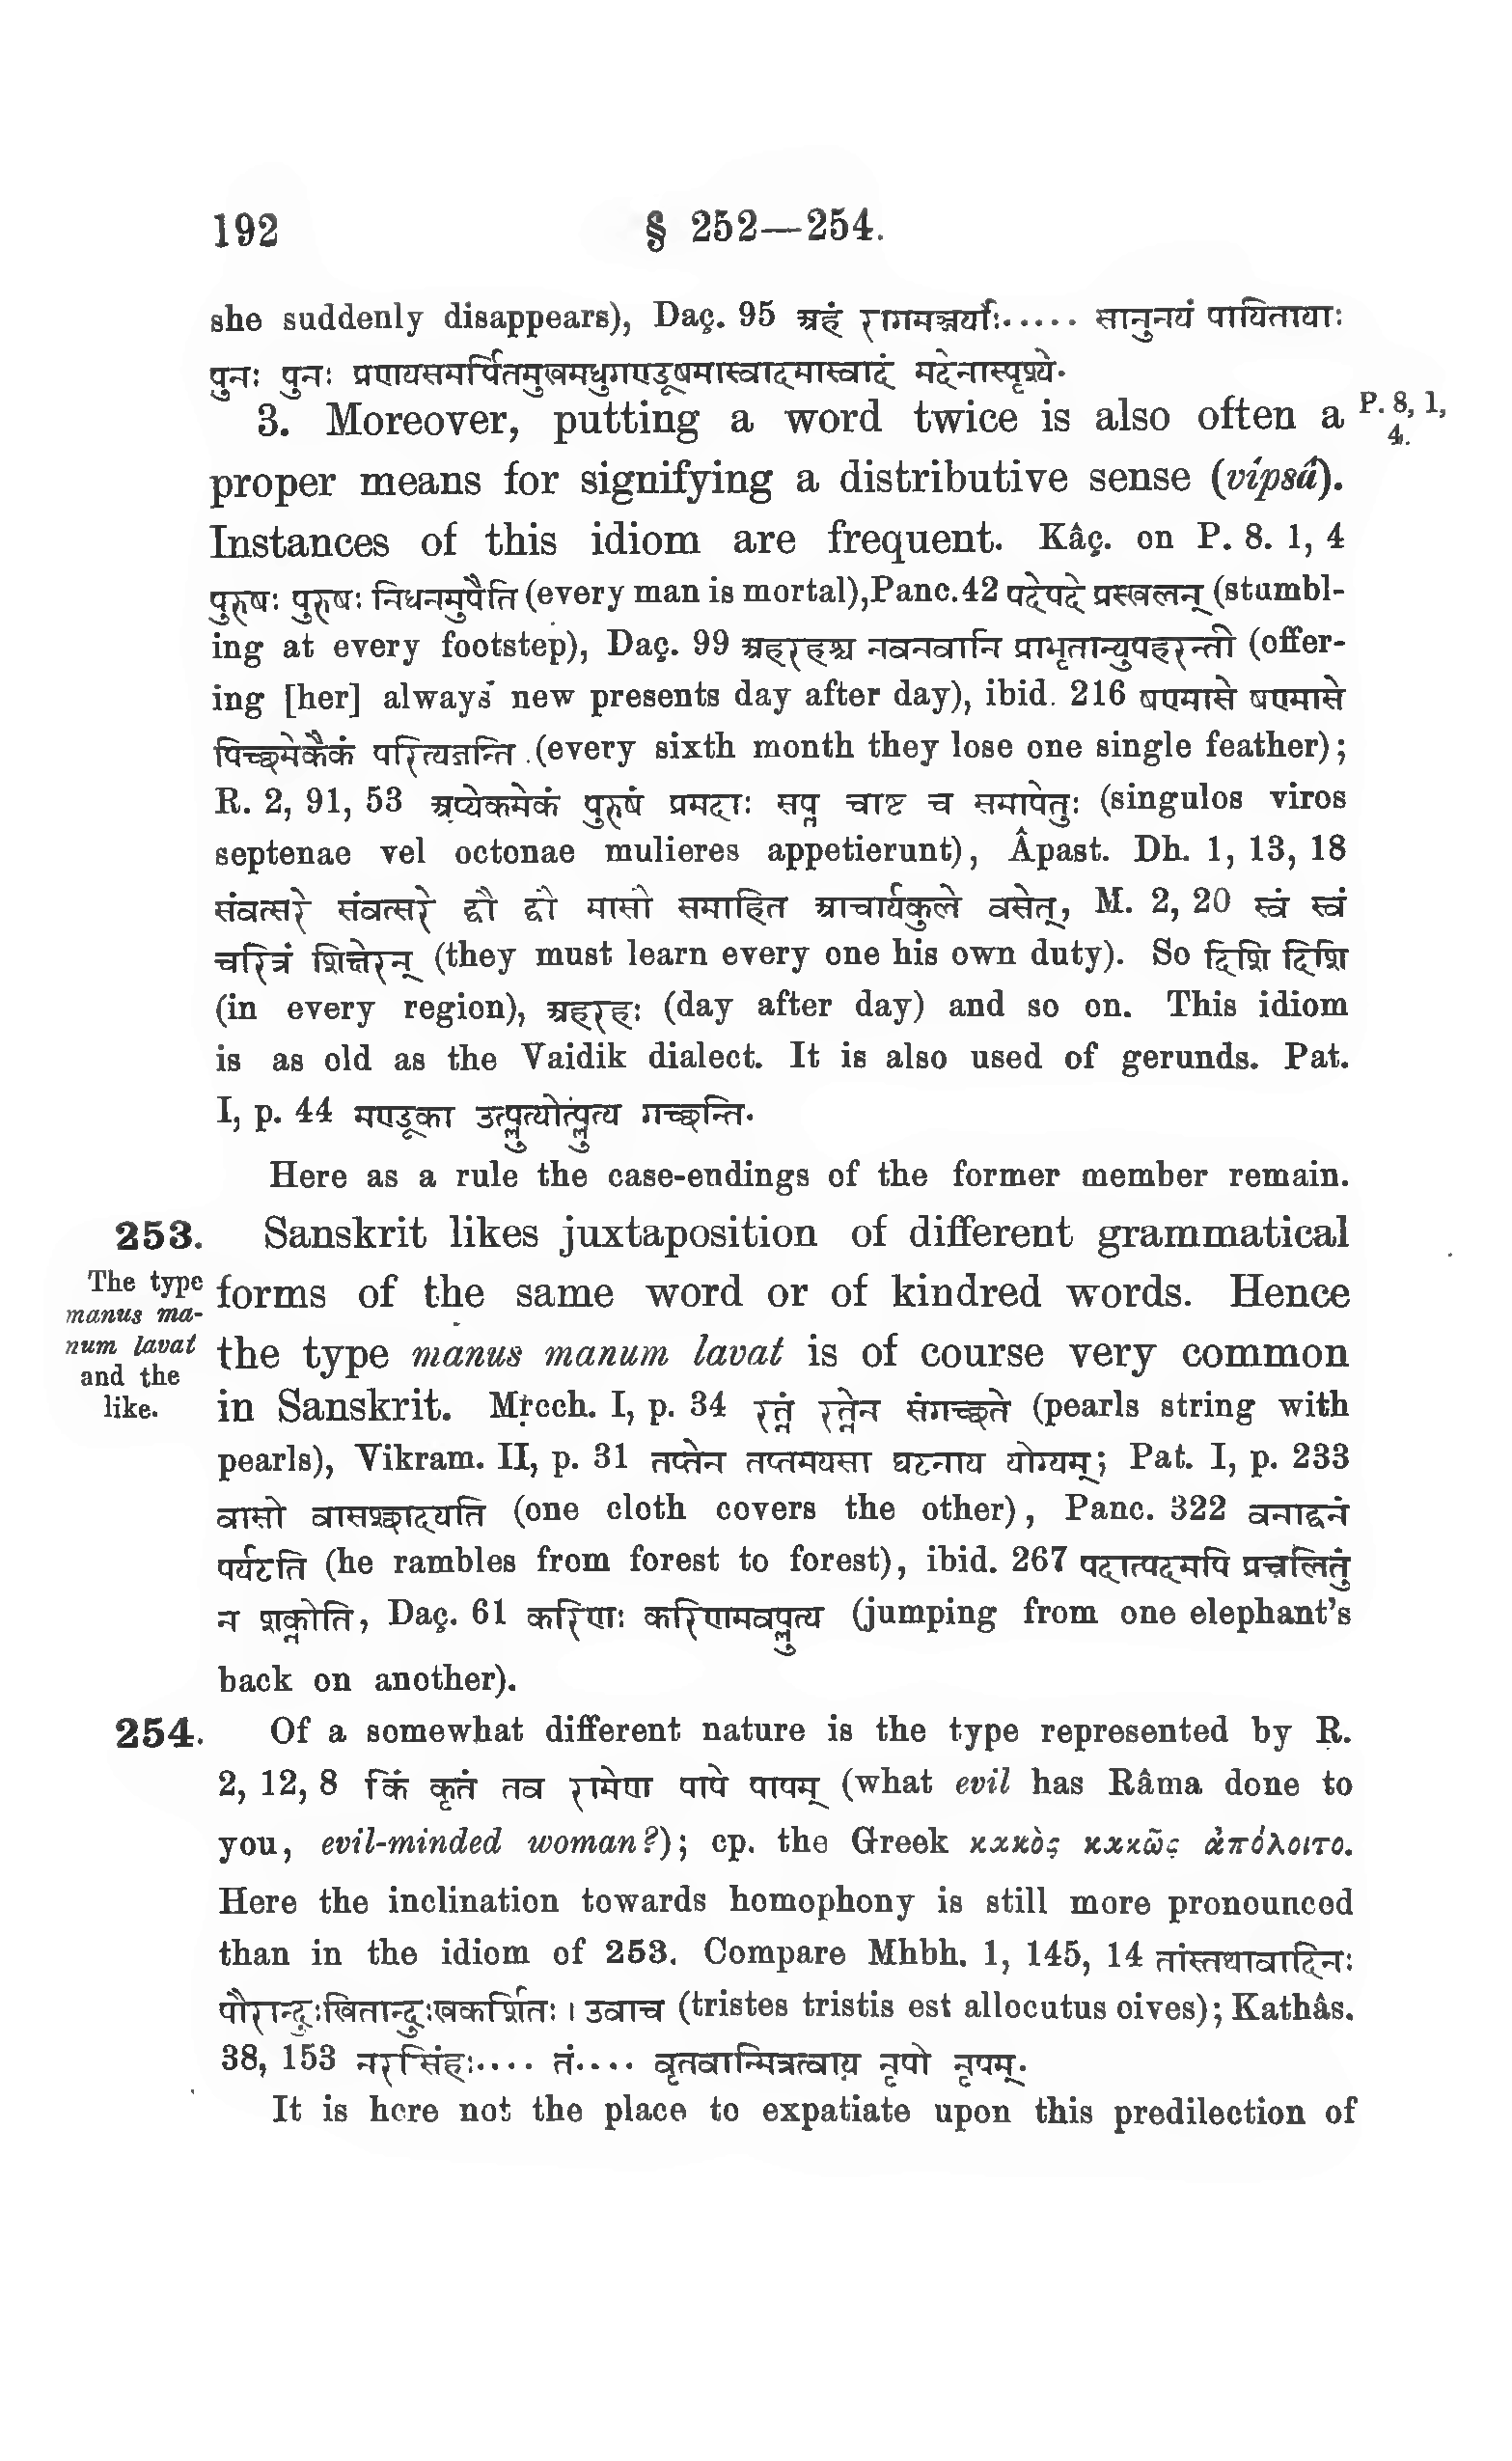 192 § 252—254.
she suddenly disappears), Daç. 95 अहं रागमञ्जर्याः..... सानुनयं पायितायाः
पुनः पुनः प्रणयसमर्पितमुखमधुगण्डूषमास्वादमास्वादं मदेनास्पृश्ये.
3. Moreover, putting a word twice is also often a P. 8, 1,
4.
proper means for signifying a distributive sense (vîpsâ).
Instances of this idiom are frequent. Kâç. on P. 8. 1, 4
पुरुषः पुरुषः निधनमुपैति (every man is mortal), Panc. 42 पदेपदे प्रस्खलन् (stumbl-
ing at every footstep), Daç. 99 अहरहश्च नवनवानि प्राभृतान्युपहरन्ती (offer-
ing [her] always new presents day after day), ibid. 216 षण्मासे षण्मासे
पिच्छमेकैकं परित्यजन्ति (every sixth month they lose one single feather);
R. 2, 91, 53 अप्येकमेकं पुरुषं प्रमदाः सप्त चाष्ट च समापेतुः (singulos viros
septenae vel octonae mulieres appetierunt), Âpast. Dh. 1, 13, 18
संवत्सरे संवत्सरे द्वौ द्वौ मासौ समाहित आचार्यकुले वसेत्, M. 2, 20 स्वं स्वं
चरित्रं शिक्षेरन् (they must learn every one his own duty). So दिशि दिशि
(in every region), अहरहः (day after day) and so on. This idiom
is as old as the Vaidik dialect. It is also used of gerunds. Pat.
I, p. 44 मण्डूका उत्प्लुत्योत्प्लुत्य गच्छन्ति.
Here as a rule the case-endings of the former member remain.
253. Sanskrit likes juxtaposition of different grammatical
The type
manus ma-
num lavat
and the
like.
forms of the same word or of kindred words. Hence
the type manus manum lavat is of course very common
in Sanskrit. Mṛcch. I, p. 34 रत्नं रत्नेन संगच्छते (pearls string with
pearls), Vikram. II, p. 31 तप्तेन तप्तमयसा घटनाय योग्यम्; Pat. I, p. 233
वासो वासश्छादयति (one cloth covers the other), Panc. 322 वनाद्वनं
पर्यटति (he rambles from forest to forest), ibid. 267 पदात्पदमपि प्रचलितुं
न शक्नोति, Daç. 61 करिणः करिणमवप्लुत्य (jumping from one elephant's
back on another).
254. Of a somewhat different nature is the type represented by R.
2, 12, 8 किं कृतं तव रामेण पापे पापम् (what evil has Râma done to
you, evil-minded woman?); cp. the Greek κακὸς κακῶς ἀπόλοιτο.
Here the inclination towards homophony is still more pronounced
than in the idiom of 253. Compare Mhbh. 1, 145, 14 तांस्तथावादिनः
पौरान्दुःखितान्दुःखकर्शितः। उवाच (tristes tristis est allocutus cives); Kathâs.
38, 153 नरसिंहः.... तं.... वृतवान्मित्रत्वाय नृपो नृपम्.
It is here not the place to expatiate upon this predilection of